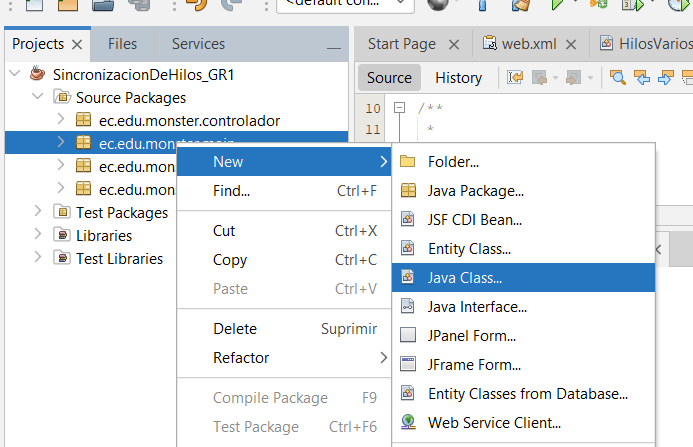 <default con...
Projects
Files
Services
Start Page
web.xml
HilosVarios
SincronizacionDeHilos_GR1
Source
History
Source Packages
10 /**
ec.edu.monster.controlador
11 *
ec.edu.monster.main
New
Folder...
ec.edu.mons
Find... Ctrl+F
Java Package...
ec.edu.mons
Test Packages
JSF CDI Bean...
Libraries
Cut Ctrl+X
Entity Class...
Test Libraries
Copy Ctrl+C
Java Class...
Paste Ctrl+V
Java Interface...
Delete Suprimir
JPanel Form...
Refactor
JFrame Form...
Compile Package F9
Entity Classes from Database...
Test Package Ctrl+F6
Web Service Client...